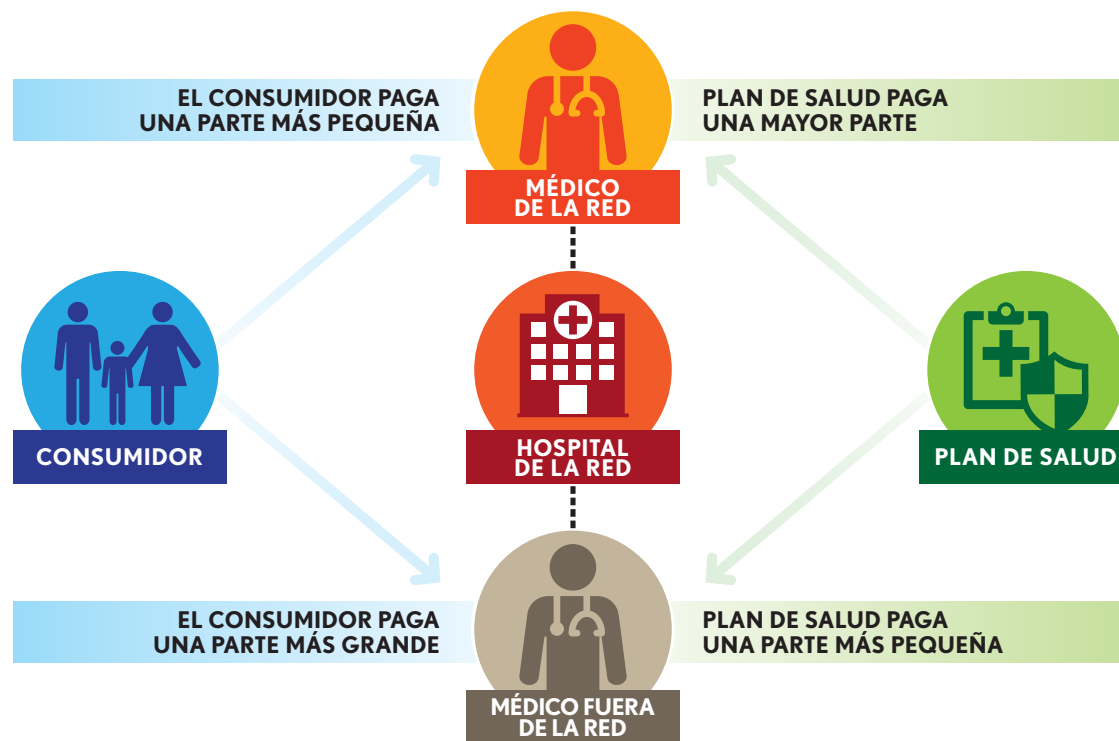 EL CONSUMIDOR PAGA
UNA PARTE MÁS PEQUEÑA
PLAN DE SALUD PAGA
UNA MAYOR PARTE
MÉDICO
DE LA RED
CONSUMIDOR
HOSPITAL
DE LA RED
PLAN DE SALUD
EL CONSUMIDOR PAGA
UNA PARTE MÁS GRANDE
PLAN DE SALUD PAGA
UNA PARTE MÁS PEQUEÑA
MÉDICO FUERA
DE LA RED